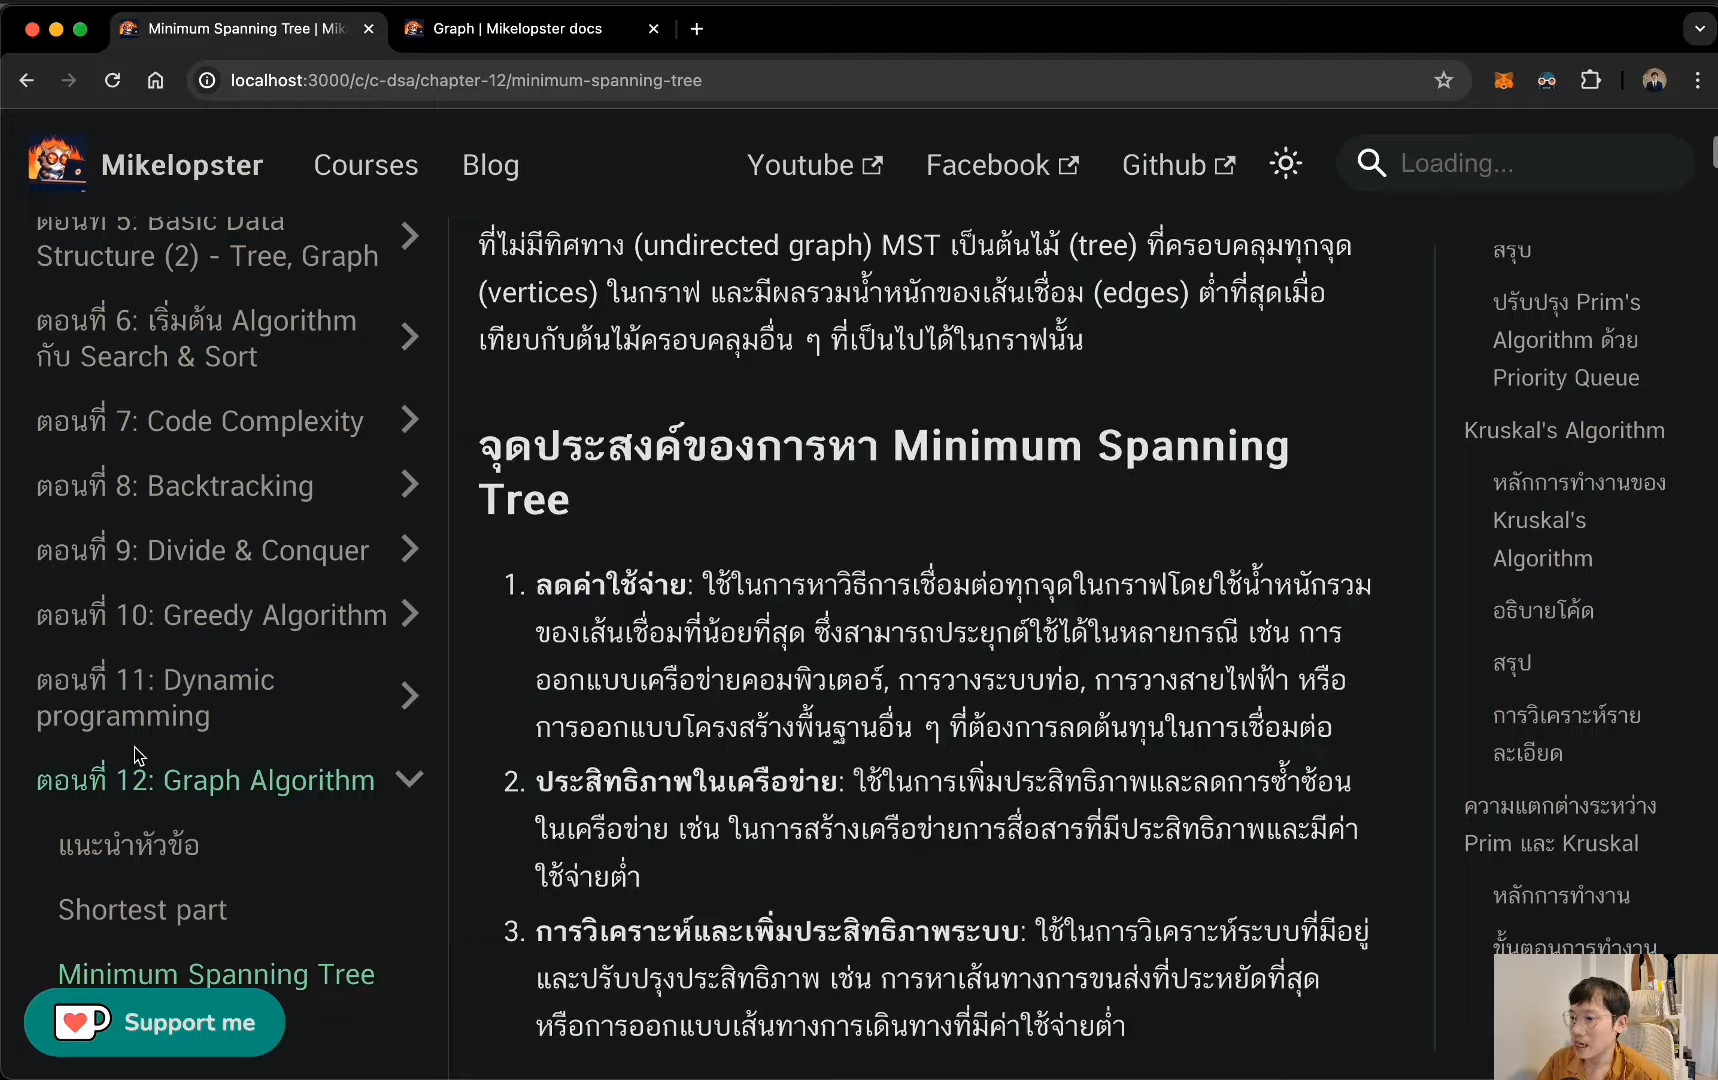 Minimum Spanning Tree | Mik
Graph | Mikelopster docs
localhost:3000/c/c-dsa/chapter-12/minimum-spanning-tree
Mikelopster
Courses
Blog
Youtube
Facebook
Github
Loading...
ตอนที่ 5: Basic Data
Structure (2) - Tree, Graph
ตอนที่ 6: เริ่มต้น Algorithm
กับ Search & Sort
ตอนที่ 7: Code Complexity
ตอนที่ 8: Backtracking
ตอนที่ 9: Divide & Conquer
ตอนที่ 10: Greedy Algorithm
ตอนที่ 11: Dynamic
programming
ตอนที่ 12: Graph Algorithm
แนะนำหัวข้อ
Shortest part
Minimum Spanning Tree
Support me
ที่ไม่มีทิศทาง (undirected graph) MST เป็นต้นไม้ (tree) ที่ครอบคลุมทุกจุด
(vertices) ในกราฟ และมีผลรวมน้ำหนักของเส้นเชื่อม (edges) ต่ำที่สุดเมื่อ
เทียบกับต้นไม้ครอบคลุมอื่น ๆ ที่เป็นไปได้ในกราฟนั้น
จุดประสงค์ของการหา Minimum Spanning
Tree
1. ลดค่าใช้จ่าย: ใช้ในการหาวิธีการเชื่อมต่อทุกจุดในกราฟโดยใช้น้ำหนักรวม
ของเส้นเชื่อมที่น้อยที่สุด ซึ่งสามารถประยุกต์ใช้ได้ในหลายกรณี เช่น การ
ออกแบบเครือข่ายคอมพิวเตอร์, การวางระบบท่อ, การวางสายไฟฟ้า หรือ
การออกแบบโครงสร้างพื้นฐานอื่น ๆ ที่ต้องการลดต้นทุนในการเชื่อมต่อ
2. ประสิทธิภาพในเครือข่าย: ใช้ในการเพิ่มประสิทธิภาพและลดการซ้ำซ้อน
ในเครือข่าย เช่น ในการสร้างเครือข่ายการสื่อสารที่มีประสิทธิภาพและมีค่า
ใช้จ่ายต่ำ
3. การวิเคราะห์และเพิ่มประสิทธิภาพระบบ: ใช้ในการวิเคราะห์ระบบที่มีอยู่
และปรับปรุงประสิทธิภาพ เช่น การหาเส้นทางการขนส่งที่ประหยัดที่สุด
หรือการออกแบบเส้นทางการเดินทางที่มีค่าใช้จ่ายต่ำ
สรุป
ปรับปรุง Prim's
Algorithm ด้วย
Priority Queue
Kruskal's Algorithm
หลักการทำงานของ
Kruskal's
Algorithm
อธิบายโค้ด
สรุป
การวิเคราะห์ราย
ละเอียด
ความแตกต่างระหว่าง
Prim และ Kruskal
หลักการทำงาน
ขั้นตอนการทำงาน